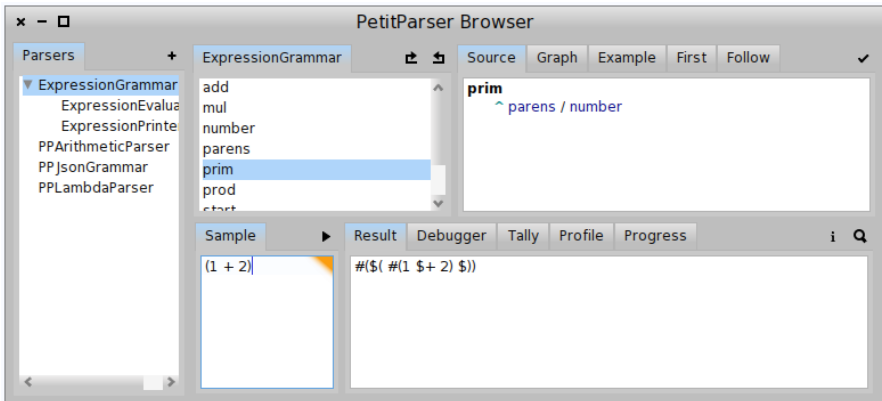 PetitParser Browser
Parsers +
ExpressionGrammar
ExpressionEvalua
ExpressionPrinte
PPArithmeticParser
PPJsonGrammar
PPLambdaParser
ExpressionGrammar
add
mul
number
parens
prim
prod
start
Source Graph Example First Follow
prim
^ parens / number
Sample
(1 + 2)
Result Debugger Tally Profile Progress i
#($( #(1 $+ 2) $))